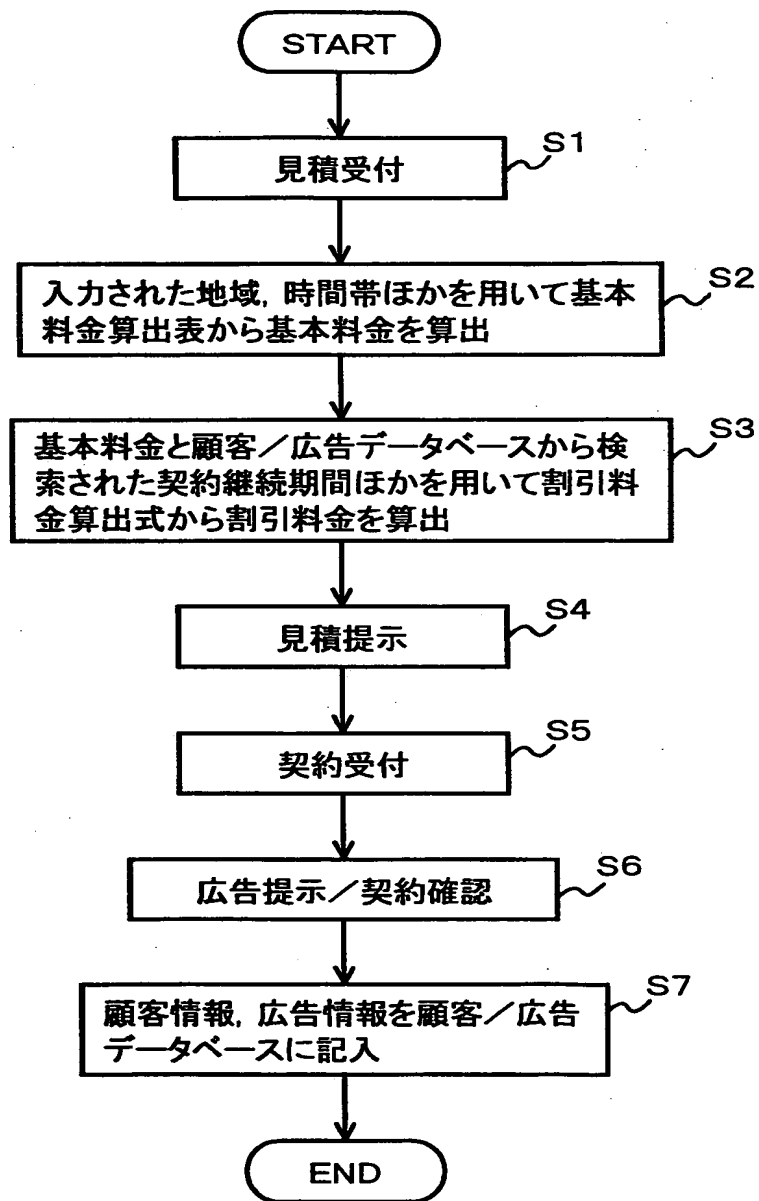 START
S1
見積受付
S2
入力された地域,時間帯ほかを用いて基本
料金算出表から基本料金を算出
S3
基本料金と顧客／広告データベースから検
索された契約継続期間ほかを用いて割引料
金算出式から割引料金を算出
S4
見積提示
S5
契約受付
S6
広告提示／契約確認
S7
顧客情報,広告情報を顧客／広告
データベースに記入
END